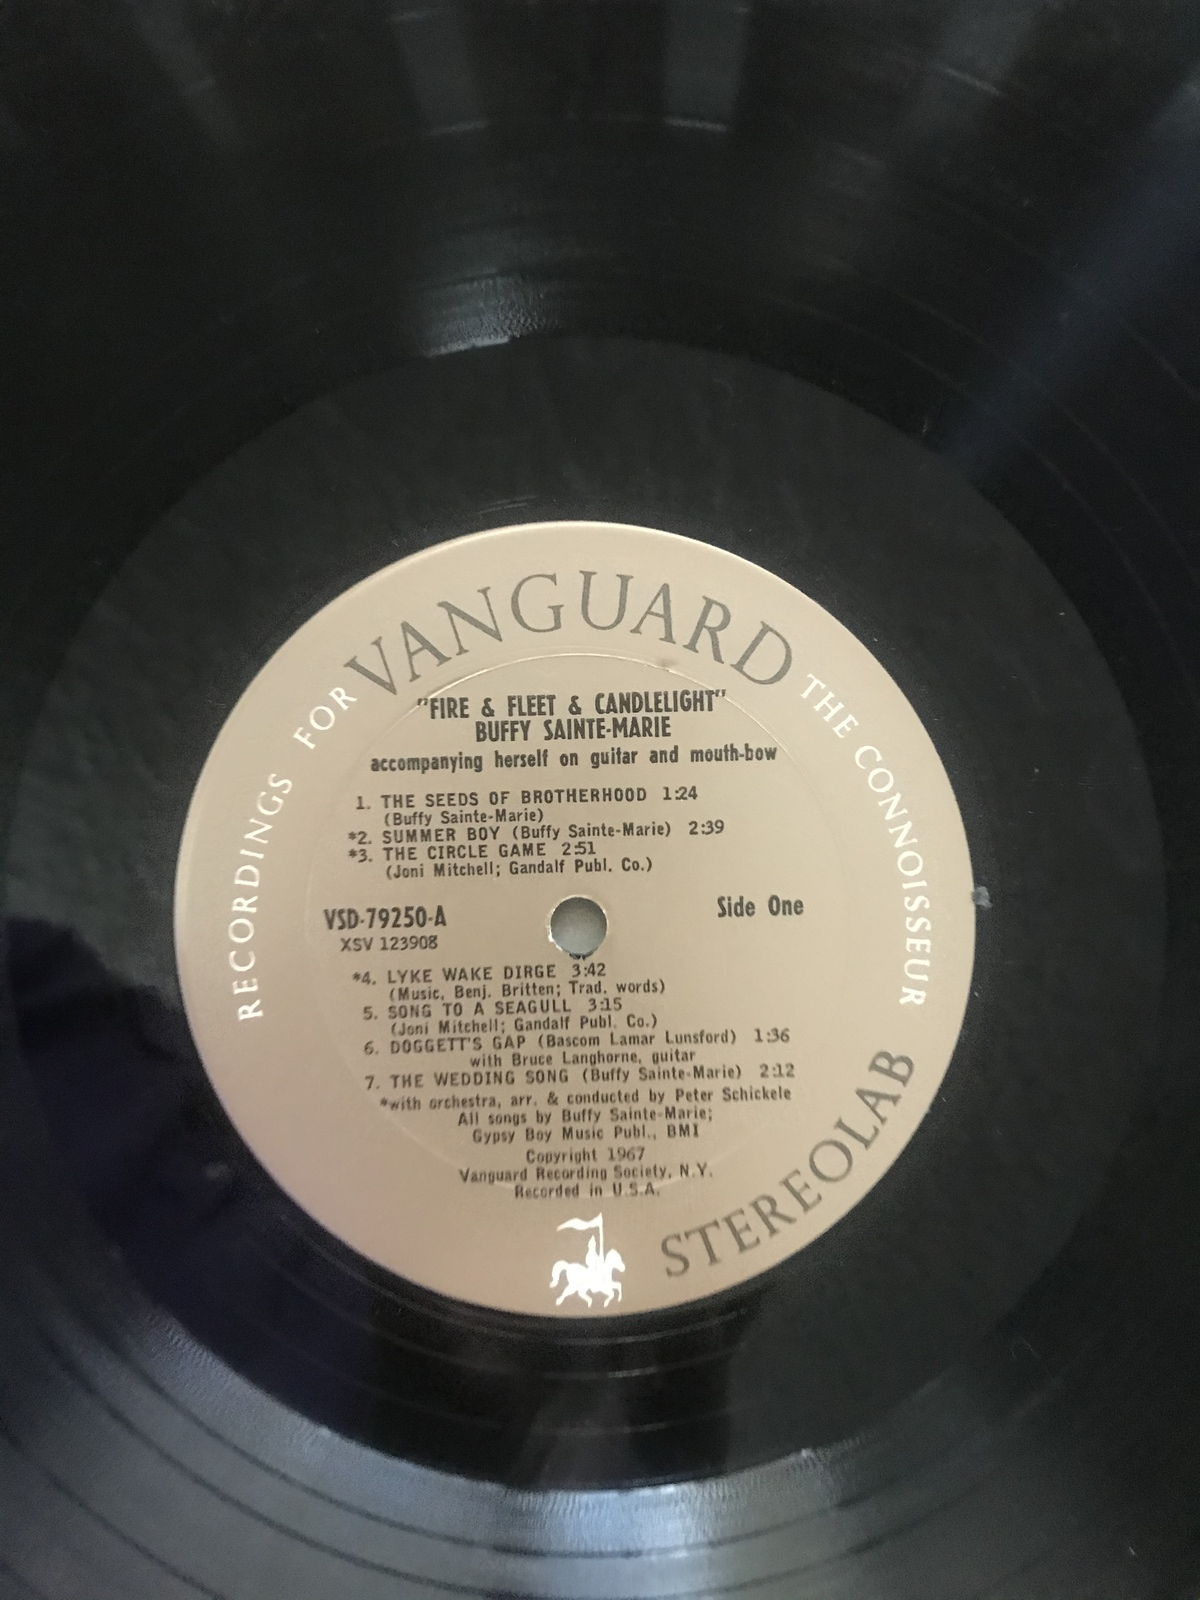 RECORDINGS FOR VANGUARD THE CONNOISSEUR
"FIRE & FLEET & CANDLELIGHT"
BUFFY SAINTE-MARIE
accompanying herself on guitar and mouth-bow
1. THE SEEDS OF BROTHERHOOD 1:24
(Buffy Sainte-Marie)
*2. SUMMER BOY (Buffy Sainte-Marie) 2:39
*3. THE CIRCLE GAME 2:51
(Joni Mitchell; Gandalf Publ. Co.)
VSD-79250-A
XSV 123908
Side One
*4. LYKE WAKE DIRGE 3:42
(Music, Benj. Britten; Trad. words)
5. SONG TO A SEAGULL 3:15
(Joni Mitchell; Gandalf Publ. Co.)
6. DOGGETT'S GAP (Bascom Lamar Lunsford) 1:36
with Bruce Langhorne, guitar
7. THE WEDDING SONG (Buffy Sainte-Marie) 2:12
*with orchestra, arr. & conducted by Peter Schickele
All songs by Buffy Sainte-Marie;
Gypsy Boy Music Publ., BMI
Copyright 1967
Vanguard Recording Society, N.Y.
Recorded in U.S.A.
STEREOLAB